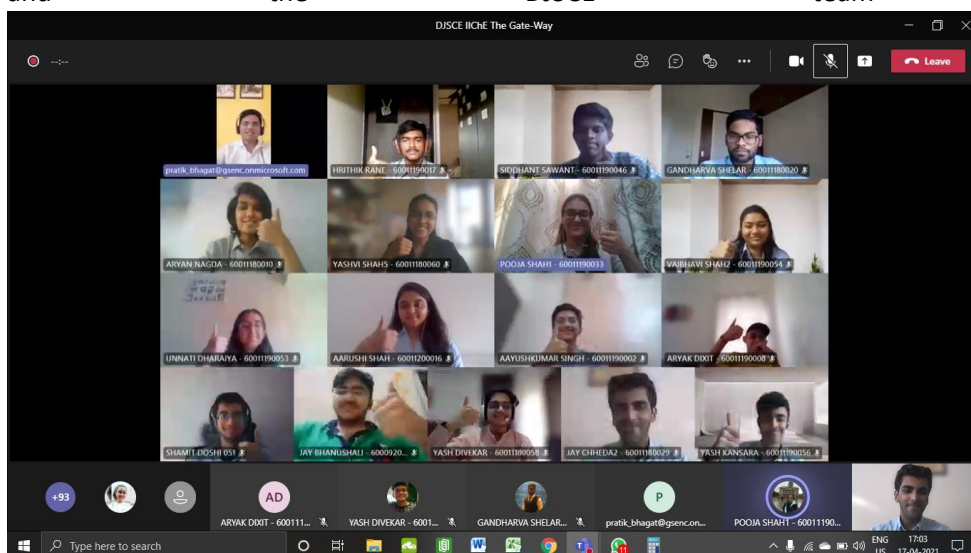 DJSCE IIChE The Gate-Way
--:--
Leave
pratik_bhagat@gsenc.onmicrosoft.com
HRITHIK RANE - 60011190017
SIDDHANT SAWANT - 60011190046
GANDHARVA SHELAR - 60011180020
ARYAN NAGDA - 60011180010
YASHVI SHAH5 - 60011180060
POOJA SHAH1 - 60011190033
VAIBHAVI SHAH2 - 60011190054
UNNATI DHARAIYA - 60011190053
AARUSHI SHAH - 60011200016
AAYUSHKUMAR SINGH - 60011190002
ARYAK DIXIT - 60011190008
SHAMIT DOSHI 051
JAY BHANUSHALI - 6000920...
YASH DIVEKAR - 60011180058
JAY CHHEDA2 - 60011180029
YASH KANSARA - 60011190056
+93
AD
P
ARYAK DIXIT - 600111...
YASH DIVEKAR - 6001...
GANDHARVA SHELAR...
pratik_bhagat@gsenc.on...
POOJA SHAH1 - 60011190...
Type here to search
ENG
US
17:03
17-04-2021